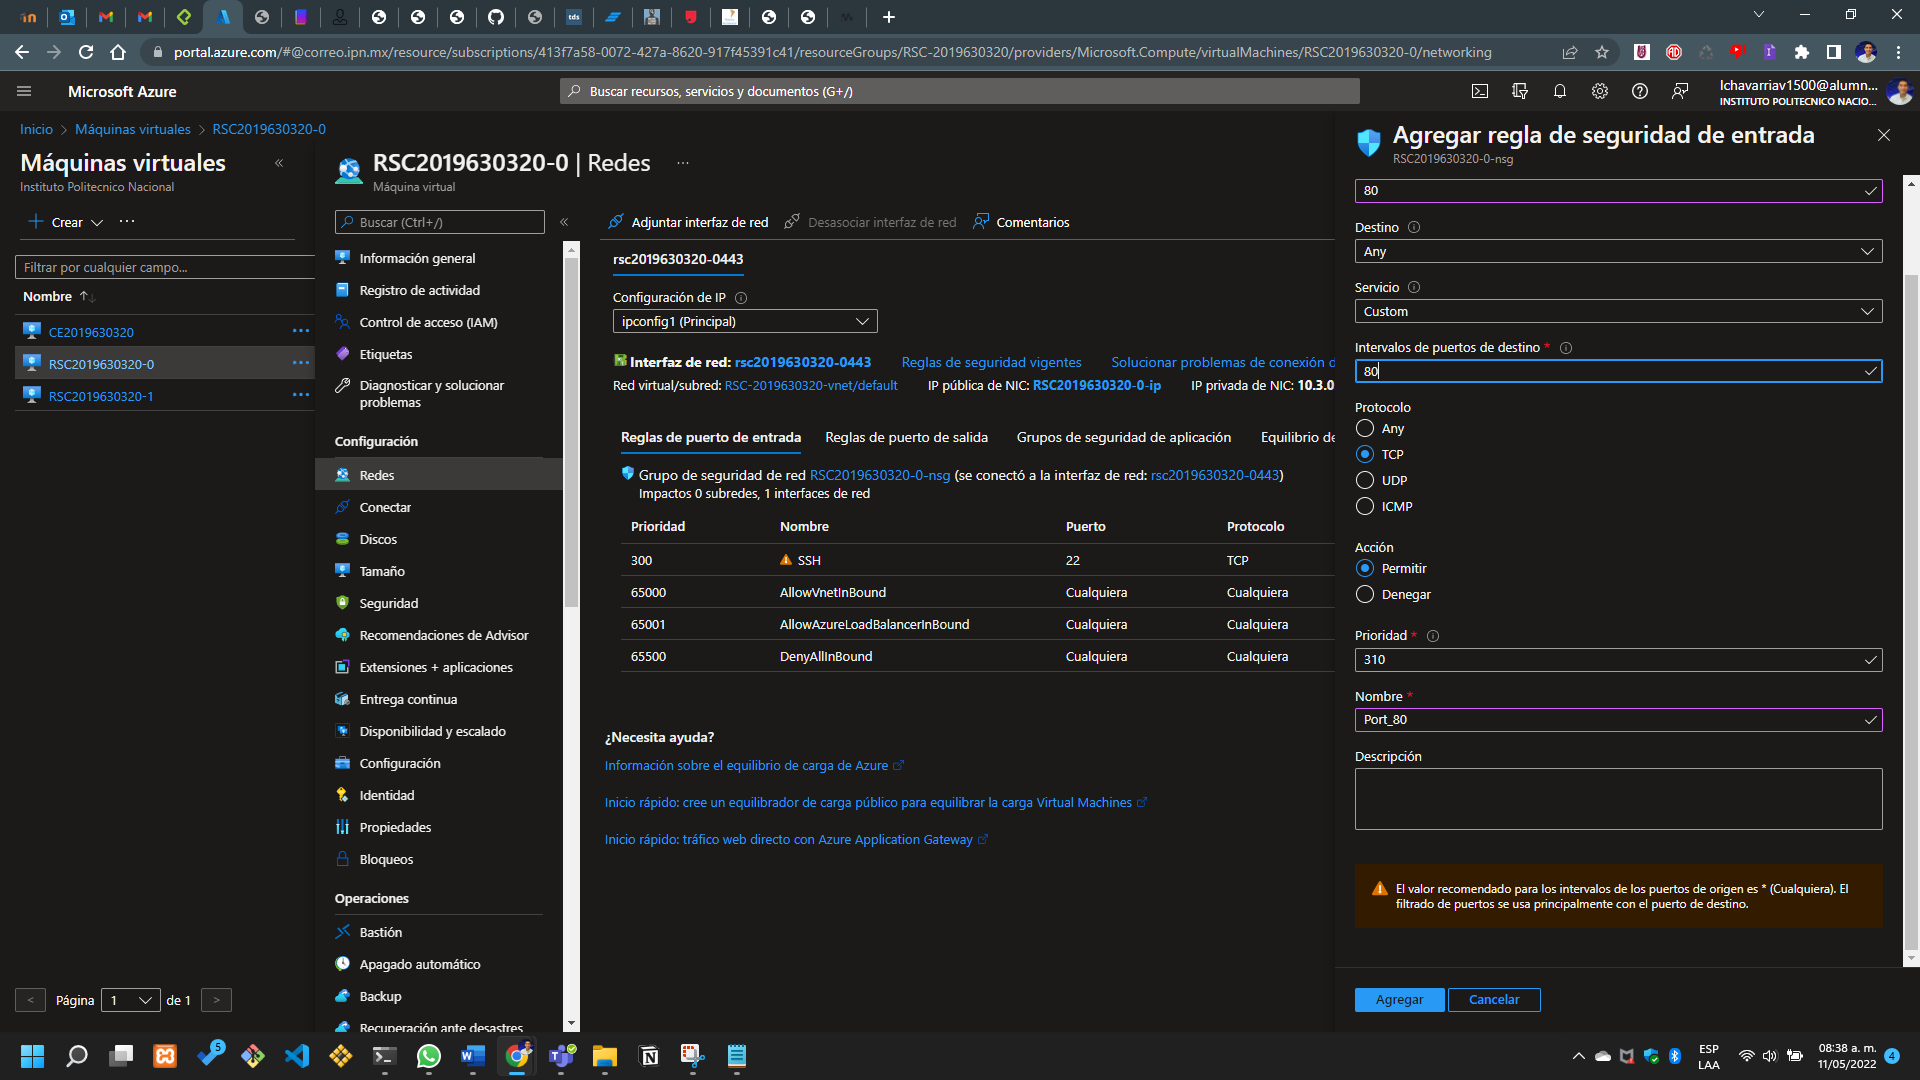 tds
portal.azure.com/#@correo.ipn.mx/resource/subscriptions/413f7a58-0072-427a-8620-917f45391c41/resourceGroups/RSC-2019630320/providers/Microsoft.Compute/virtualMachines/RSC2019630320-0/networking
Microsoft Azure
Buscar recursos, servicios y documentos (G+/)
lchavarriav1500@alumn...
INSTITUTO POLITECNICO NACIO...
Inicio > Máquinas virtuales > RSC2019630320-0
Máquinas virtuales
Instituto Politecnico Nacional
+ Crear
Filtrar por cualquier campo...
Nombre
CE2019630320
RSC2019630320-0
RSC2019630320-1
< Página 1 de 1 >
RSC2019630320-0 | Redes
Máquina virtual
Buscar (Ctrl+/)
Información general
Registro de actividad
Control de acceso (IAM)
Etiquetas
Diagnosticar y solucionar
problemas
Configuración
Redes
Conectar
Discos
Tamaño
Seguridad
Recomendaciones de Advisor
Extensiones + aplicaciones
Entrega continua
Disponibilidad y escalado
Configuración
Identidad
Propiedades
Bloqueos
Operaciones
Bastión
Apagado automático
Backup
Recuperación ante desastres
Adjuntar interfaz de red Desasociar interfaz de red Comentarios
rsc2019630320-0443
Configuración de IP
ipconfig1 (Principal)
Interfaz de red: rsc2019630320-0443 Reglas de seguridad vigentes Solucionar problemas de conexión d
Red virtual/subred: RSC-2019630320-vnet/default IP pública de NIC: RSC2019630320-0-ip IP privada de NIC: 10.3.0
Reglas de puerto de entrada Reglas de puerto de salida Grupos de seguridad de aplicación Equilibrio de
Grupo de seguridad de red RSC2019630320-0-nsg (se conectó a la interfaz de red: rsc2019630320-0443)
Impactos 0 subredes, 1 interfaces de red
Prioridad Nombre Puerto Protocolo
300 SSH 22 TCP
65000 AllowVnetInBound Cualquiera Cualquiera
65001 AllowAzureLoadBalancerInBound Cualquiera Cualquiera
65500 DenyAllInBound Cualquiera Cualquiera
¿Necesita ayuda?
Información sobre el equilibrio de carga de Azure
Inicio rápido: cree un equilibrador de carga público para equilibrar la carga Virtual Machines
Inicio rápido: tráfico web directo con Azure Application Gateway
Agregar regla de seguridad de entrada
RSC2019630320-0-nsg
80
Destino
Any
Servicio
Custom
Intervalos de puertos de destino *
80
Protocolo
Any
TCP
UDP
ICMP
Acción
Permitir
Denegar
Prioridad *
310
Nombre *
Port_80
Descripción
El valor recomendado para los intervalos de los puertos de origen es * (Cualquiera). El
filtrado de puertos se usa principalmente con el puerto de destino.
Agregar Cancelar
5
ESP
LAA
08:38 a. m.
11/05/2022
4